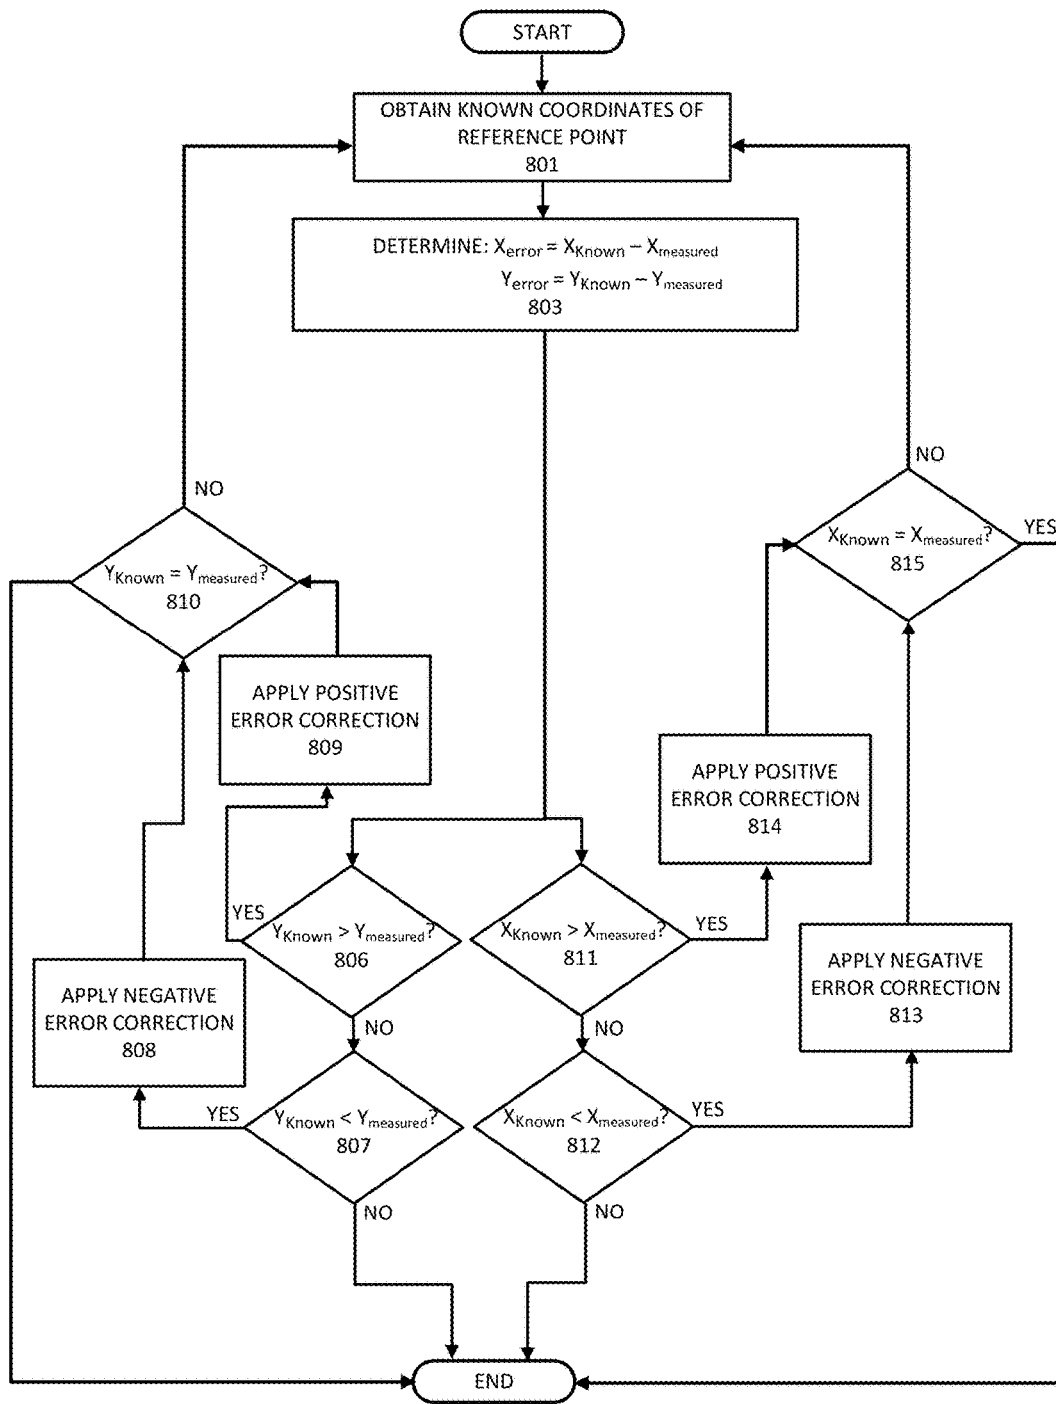 START
OBTAIN KNOWN COORDINATES OF
REFERENCE POINT
801
DETERMINE: Xerror = XKnown – Xmeasured
Yerror = YKnown – Ymeasured
803
NO
YKnown = Ymeasured?
810
NO
XKnown = Xmeasured?
815
YES
APPLY POSITIVE
ERROR CORRECTION
809
APPLY POSITIVE
ERROR CORRECTION
814
YES
YKnown > Ymeasured?
806
NO
XKnown > Xmeasured?
811
YES
NO
APPLY NEGATIVE
ERROR CORRECTION
808
APPLY NEGATIVE
ERROR CORRECTION
813
YES
YKnown < Ymeasured?
807
NO
XKnown < Xmeasured?
812
YES
NO
END